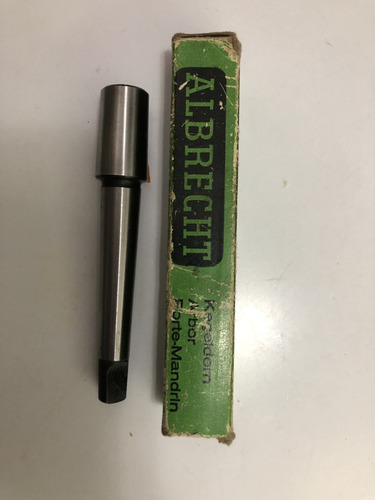 ALBRECHT
Kegeldorn
Arbor
Porte-Mandrin